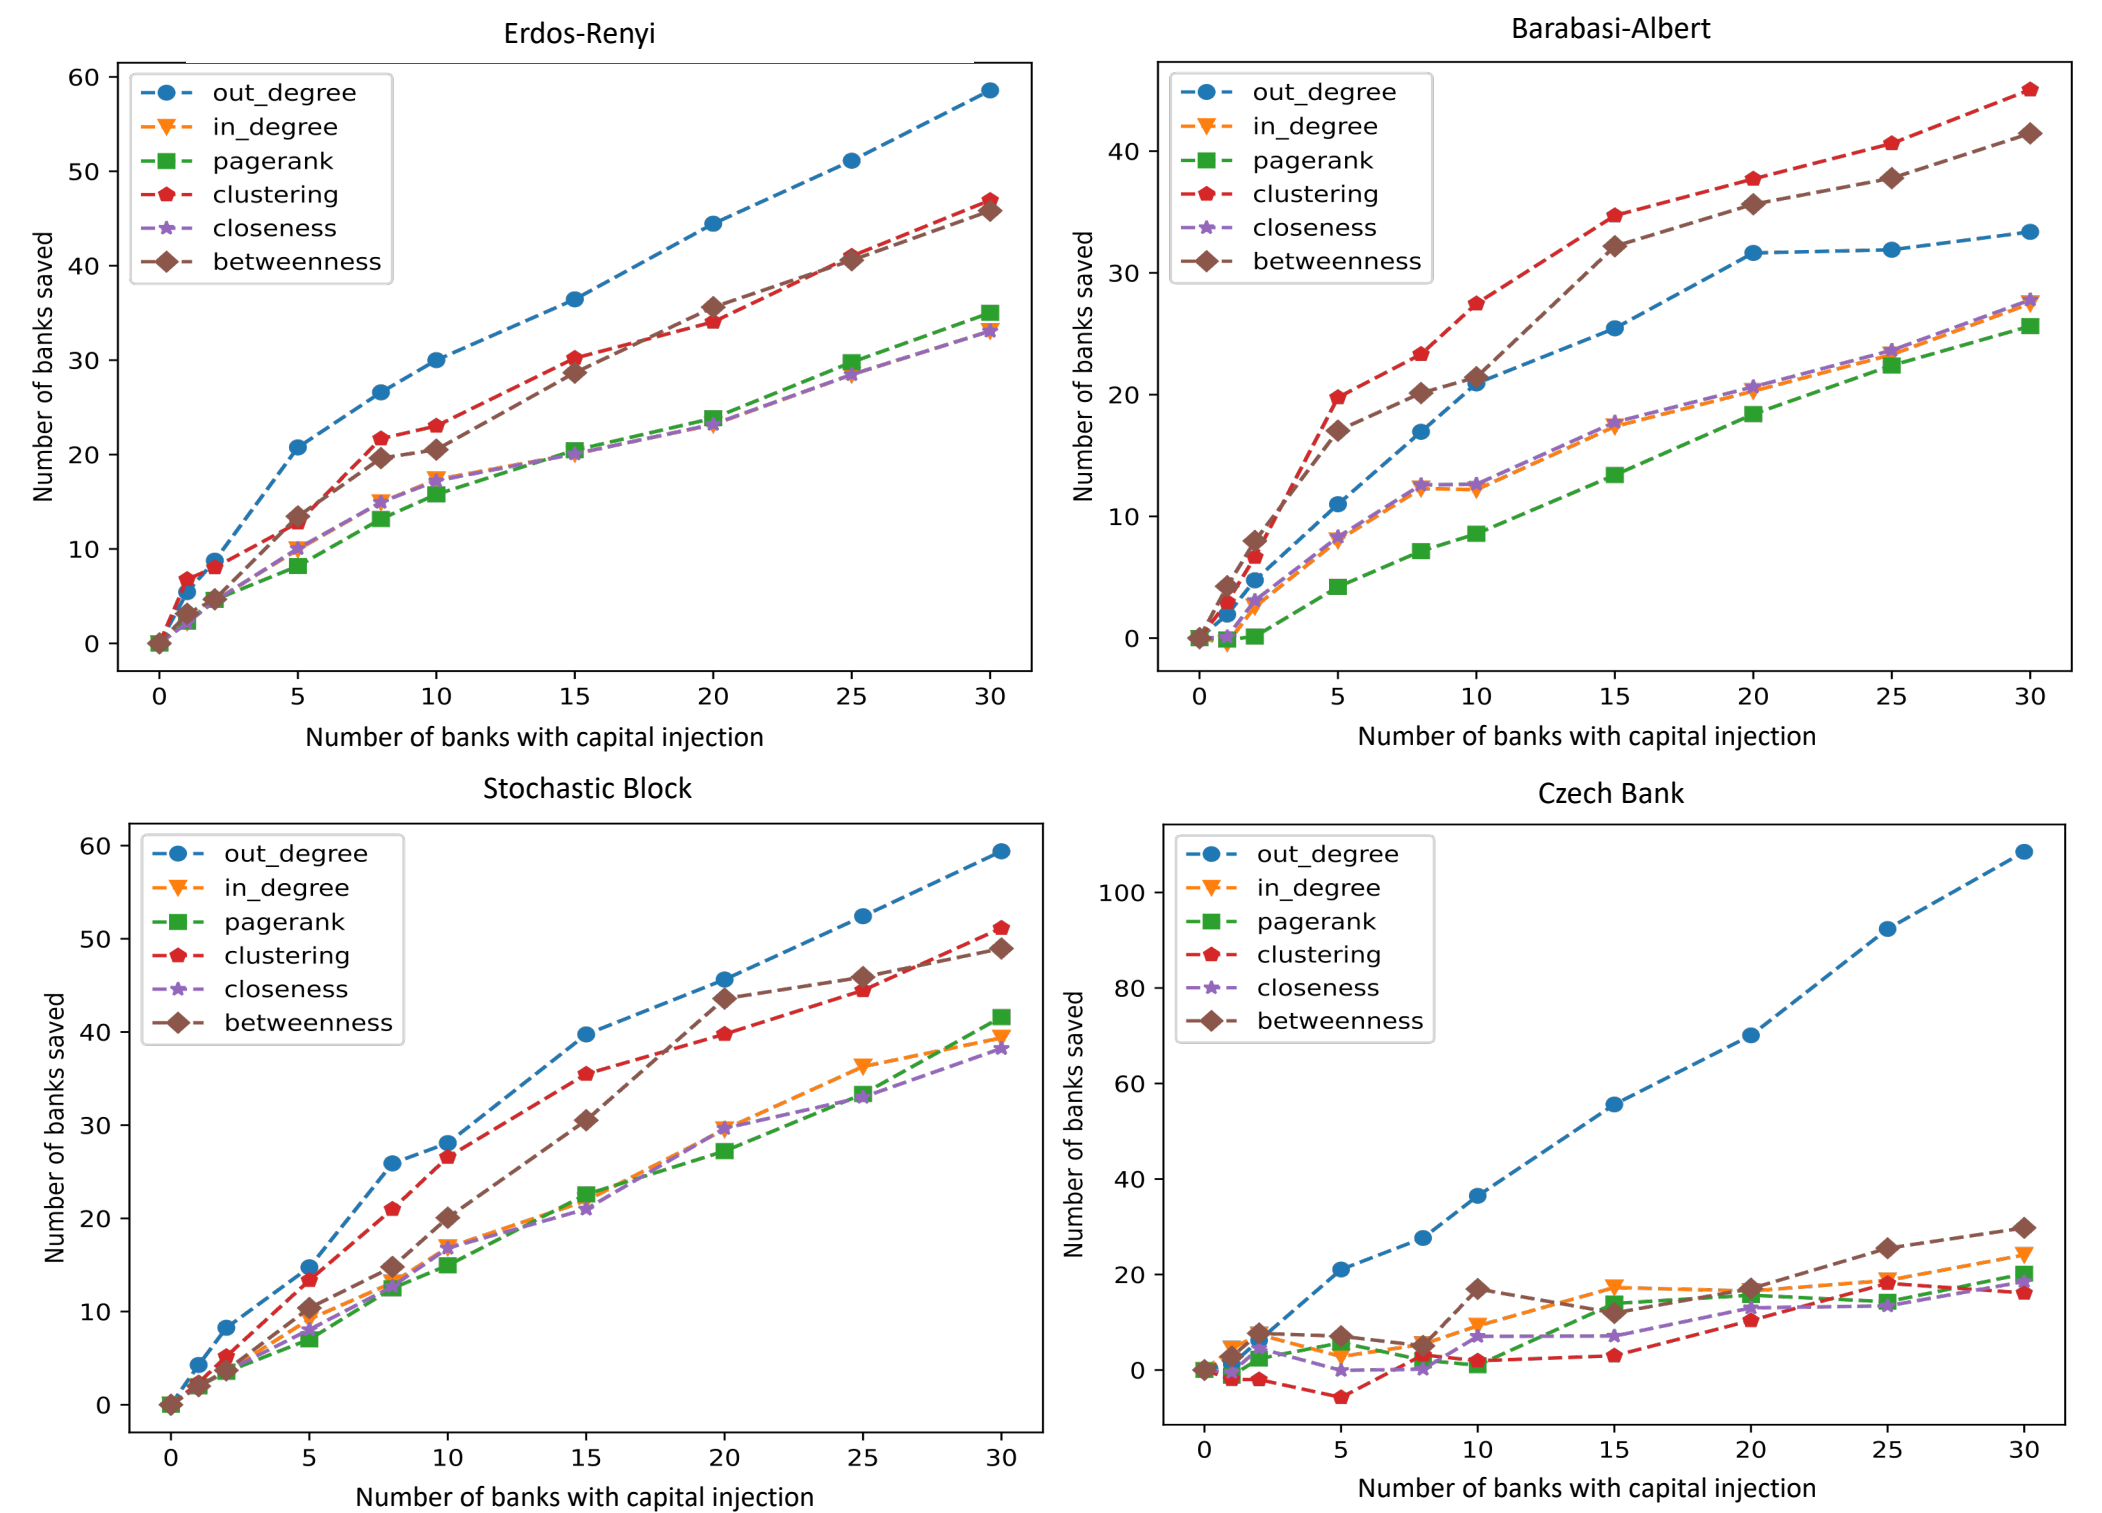 Erdos-Renyi
60
50
40
30
20
10
0
Number of banks saved
out_degree
in_degree
pagerank
clustering
closeness
betweenness
0 5 10 15 20 25 30
Number of banks with capital injection
Barabasi-Albert
40
30
20
10
0
Number of banks saved
out_degree
in_degree
pagerank
clustering
closeness
betweenness
0 5 10 15 20 25 30
Number of banks with capital injection
Stochastic Block
60
50
40
30
20
10
0
Number of banks saved
out_degree
in_degree
pagerank
clustering
closeness
betweenness
0 5 10 15 20 25 30
Number of banks with capital injection
Czech Bank
100
80
60
40
20
0
Number of banks saved
out_degree
in_degree
pagerank
clustering
closeness
betweenness
0 5 10 15 20 25 30
Number of banks with capital injection